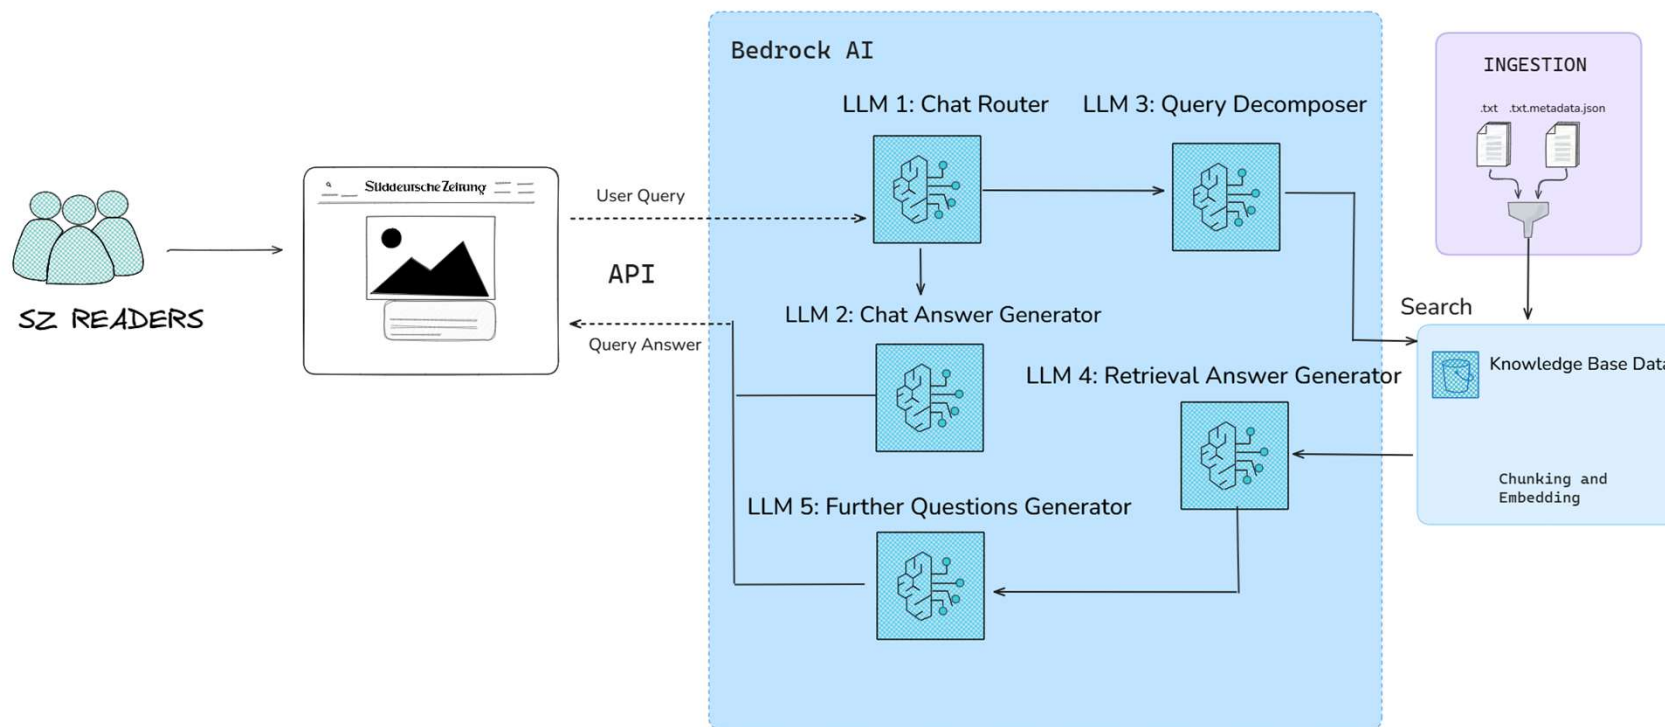 Bedrock AI
INGESTION
.txt .txt.metadata.json
LLM 1: Chat Router
LLM 3: Query Decomposer
Süddeutsche Zeitung
User Query
API
SZ READERS
Query Answer
LLM 2: Chat Answer Generator
Search
Knowledge Base Data
LLM 4: Retrieval Answer Generator
Chunking and
Embedding
LLM 5: Further Questions Generator